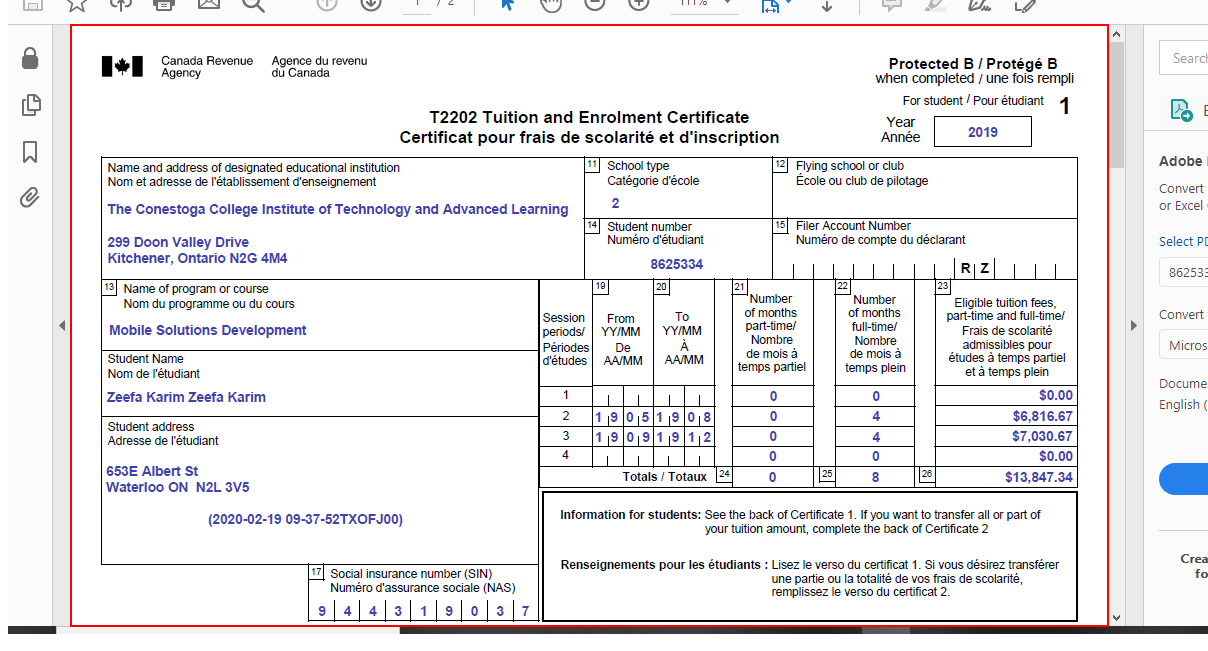 1 / 2
111%
Canada Revenue Agence du revenu
Agency du Canada
Protected B / Protégé B
when completed / une fois rempli
For student / Pour étudiant 1
T2202 Tuition and Enrolment Certificate
Certificat pour frais de scolarité et d'inscription
Year
Année
2019
Name and address of designated educational institution
Nom et adresse de l'établissement d'enseignement
The Conestoga College Institute of Technology and Advanced Learning
299 Doon Valley Drive
Kitchener, Ontario N2G 4M4
11 School type
Catégorie d'école
2
12 Flying school or club
École ou club de pilotage
14 Student number
Numéro d'étudiant
8625334
15 Filer Account Number
Numéro de compte du déclarant
R Z
13 Name of program or course
Nom du programme ou du cours
Mobile Solutions Development
Student Name
Nom de l'étudiant
Zeefa Karim Zeefa Karim
Student address
Adresse de l'étudiant
653E Albert St
Waterloo ON N2L 3V5
(2020-02-19 09-37-52TXOFJ00)
Session
periods/
Périodes
d'études
19
From
YY/MM
De
AA/MM
20
To
YY/MM
À
AA/MM
21
Number
of months
part-time/
Nombre
de mois à
temps partiel
22
Number
of months
full-time/
Nombre
de mois à
temps plein
23
Eligible tuition fees,
part-time and full-time/
Frais de scolarité
admissibles pour
études à temps partiel
et à temps plein
1 0 0 $0.00
2 1 9 0 5 1 9 0 8 0 4 $6,816.67
3 1 9 0 9 1 9 1 2 0 4 $7,030.67
4 0 0 $0.00
Totals / Totaux 24 0 25 8 26 $13,847.34
Information for students: See the back of Certificate 1. If you want to transfer all or part of
your tuition amount, complete the back of Certificate 2
Renseignements pour les étudiants : Lisez le verso du certificat 1. Si vous désirez transférer
une partie ou la totalité de vos frais de scolarité,
remplissez le verso du certificat 2.
17 Social insurance number (SIN)
Numéro d'assurance sociale (NAS)
9 4 4 3 1 9 0 3 7
Search
Adobe
Convert
or Excel
Select PD
86253
Convert
Micros
Docume
English (
Crea
fo